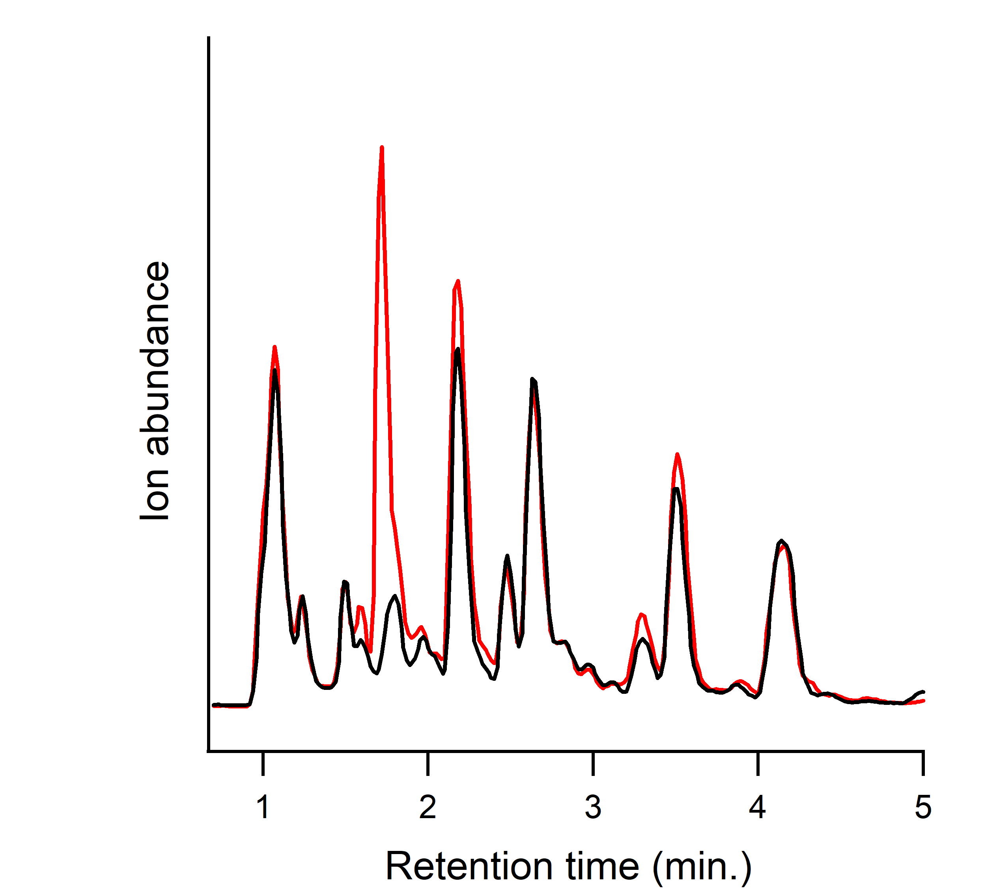 Ion abundance
1 2 3 4 5
Retention time (min.)